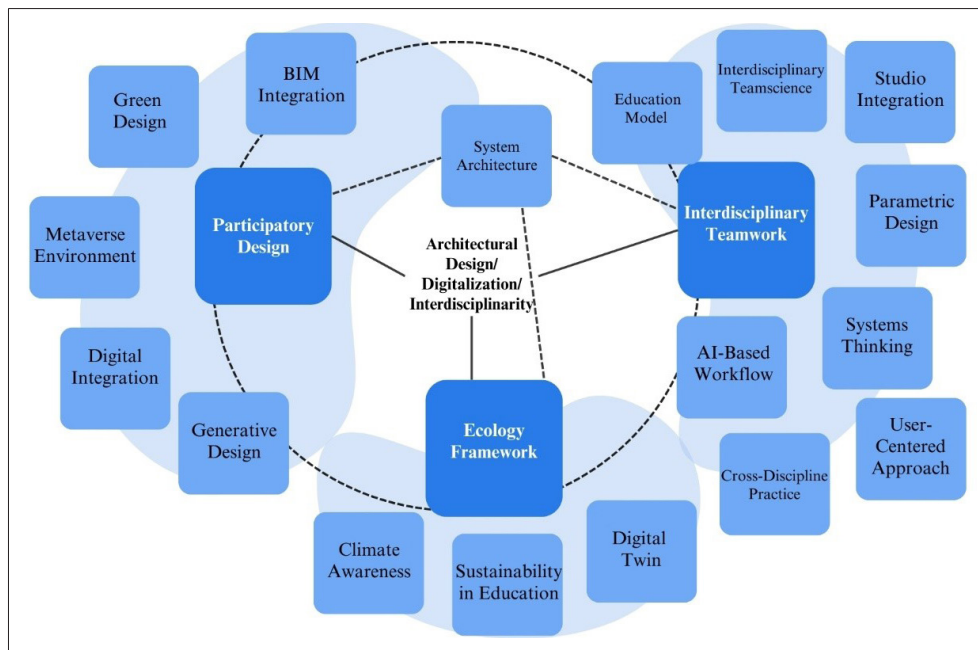 BIM
Integration
Green
Design
Interdisciplinary
Teamscience
Studio
Integration
Education
Model
System
Architecture
Participatory
Design
Interdisciplinary
Teamwork
Parametric
Design
Metaverse
Environment
Architectural
Design/
Digitalization/
Interdisciplinarity
Systems
Thinking
Digital
Integration
AI-Based
Workflow
Generative
Design
Ecology
Framework
User-
Centered
Approach
Cross-Discipline
Practice
Climate
Awareness
Sustainability
in Education
Digital
Twin